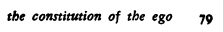 the constitution of the ego 79